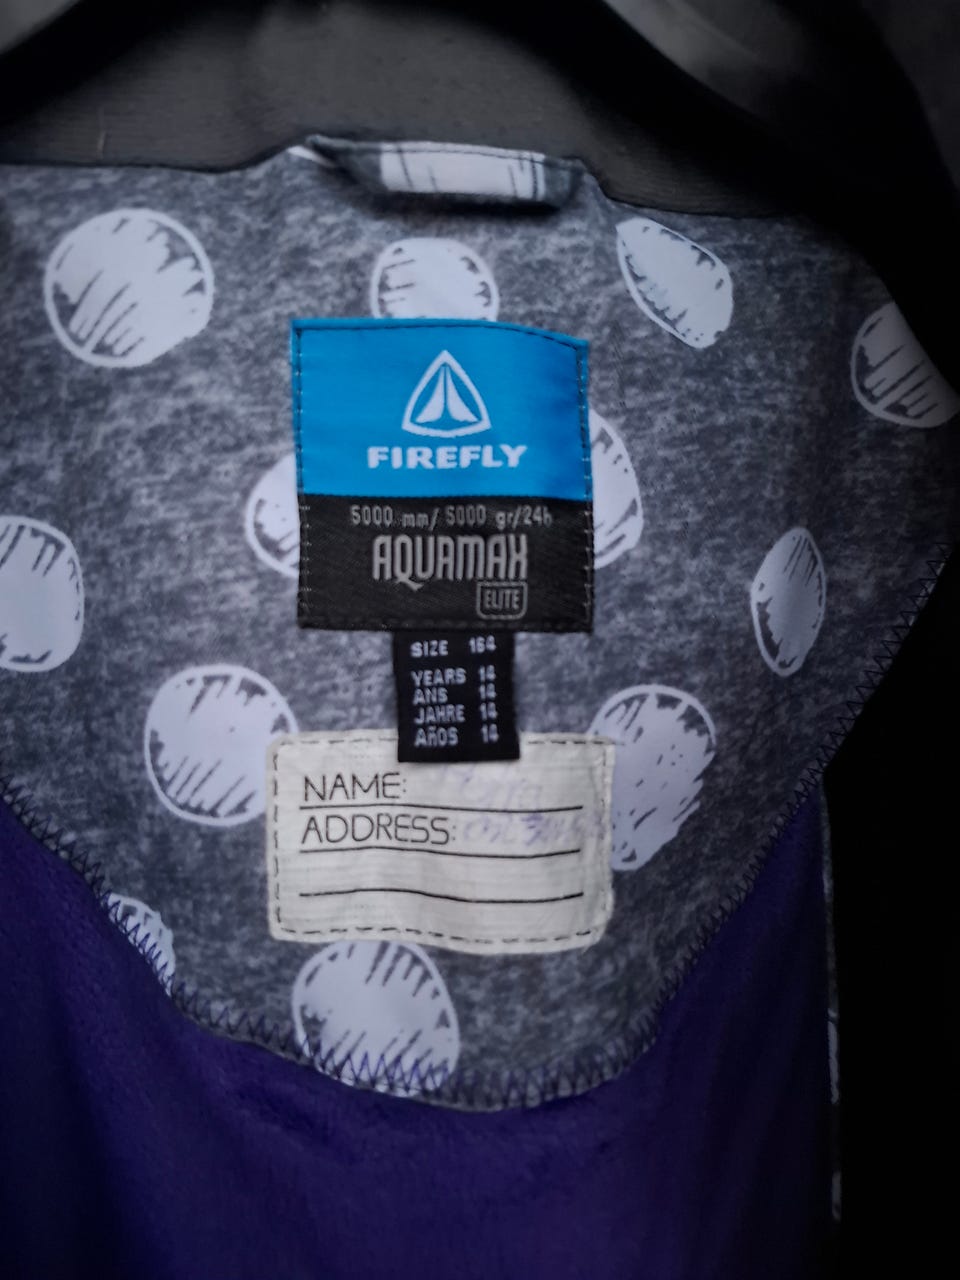 FIREFLY
5000 mm/ 5000 gr/24h
AQUAMAX
ELITE
SIZE 164
YEARS 14
ANS 14
JAHRE 14
AÑOS 14
NAME:
ADDRESS: